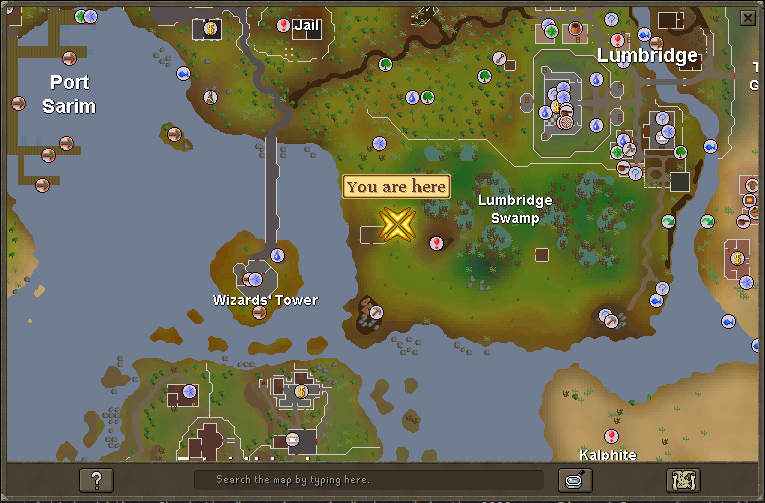 Jail
Lumbridge
Port
Sarim
You are here
Lumbridge
Swamp
Wizards' Tower
Kalphite
Search the map by typing here.